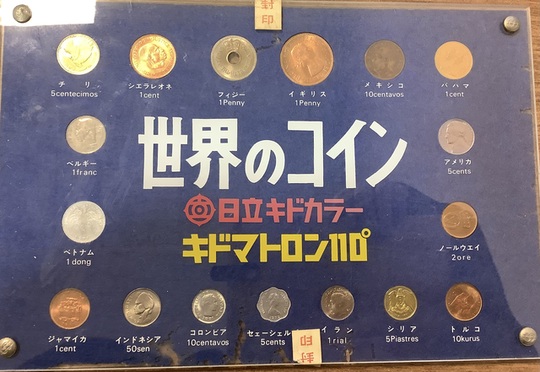 封印
チリ
5centecimos
シエラレオネ
1cent
フィジー
1Penny
イギリス
1Penny
メキシコ
10centavos
バハマ
1cent
世界のコイン
ベルギー
1franc
アメリカ
5cents
日立キドカラー
キドマトロン110°
ベトナム
1dong
ノールウエイ
2ore
ジャマイカ
1cent
インドネシア
50sen
コロンビア
10centavos
セェーシェル
5cents
イラン
1rial
シリア
5Piastres
トルコ
10kurus
封印